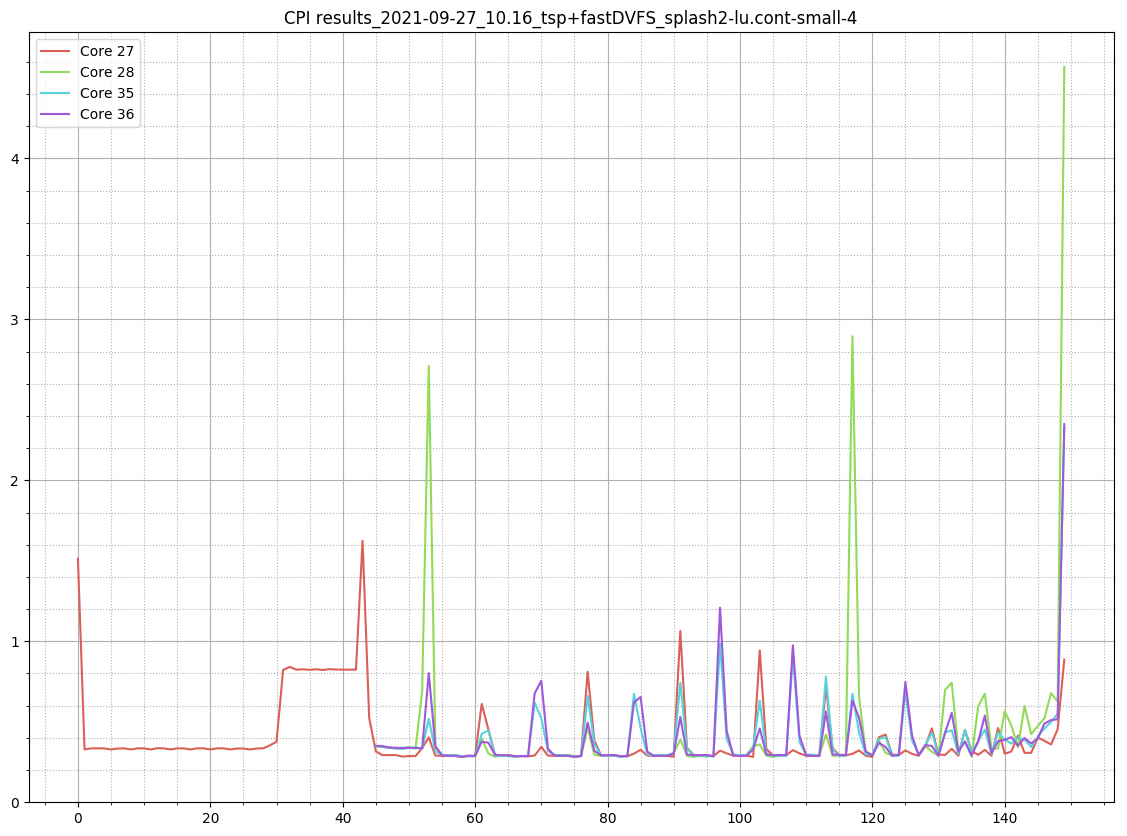 CPI results_2021-09-27_10.16_tsp+fastDVFS_splash2-lu.cont-small-4
Core 27
Core 28
Core 35
Core 36
4
3
2
1
0
0 20 40 60 80 100 120 140